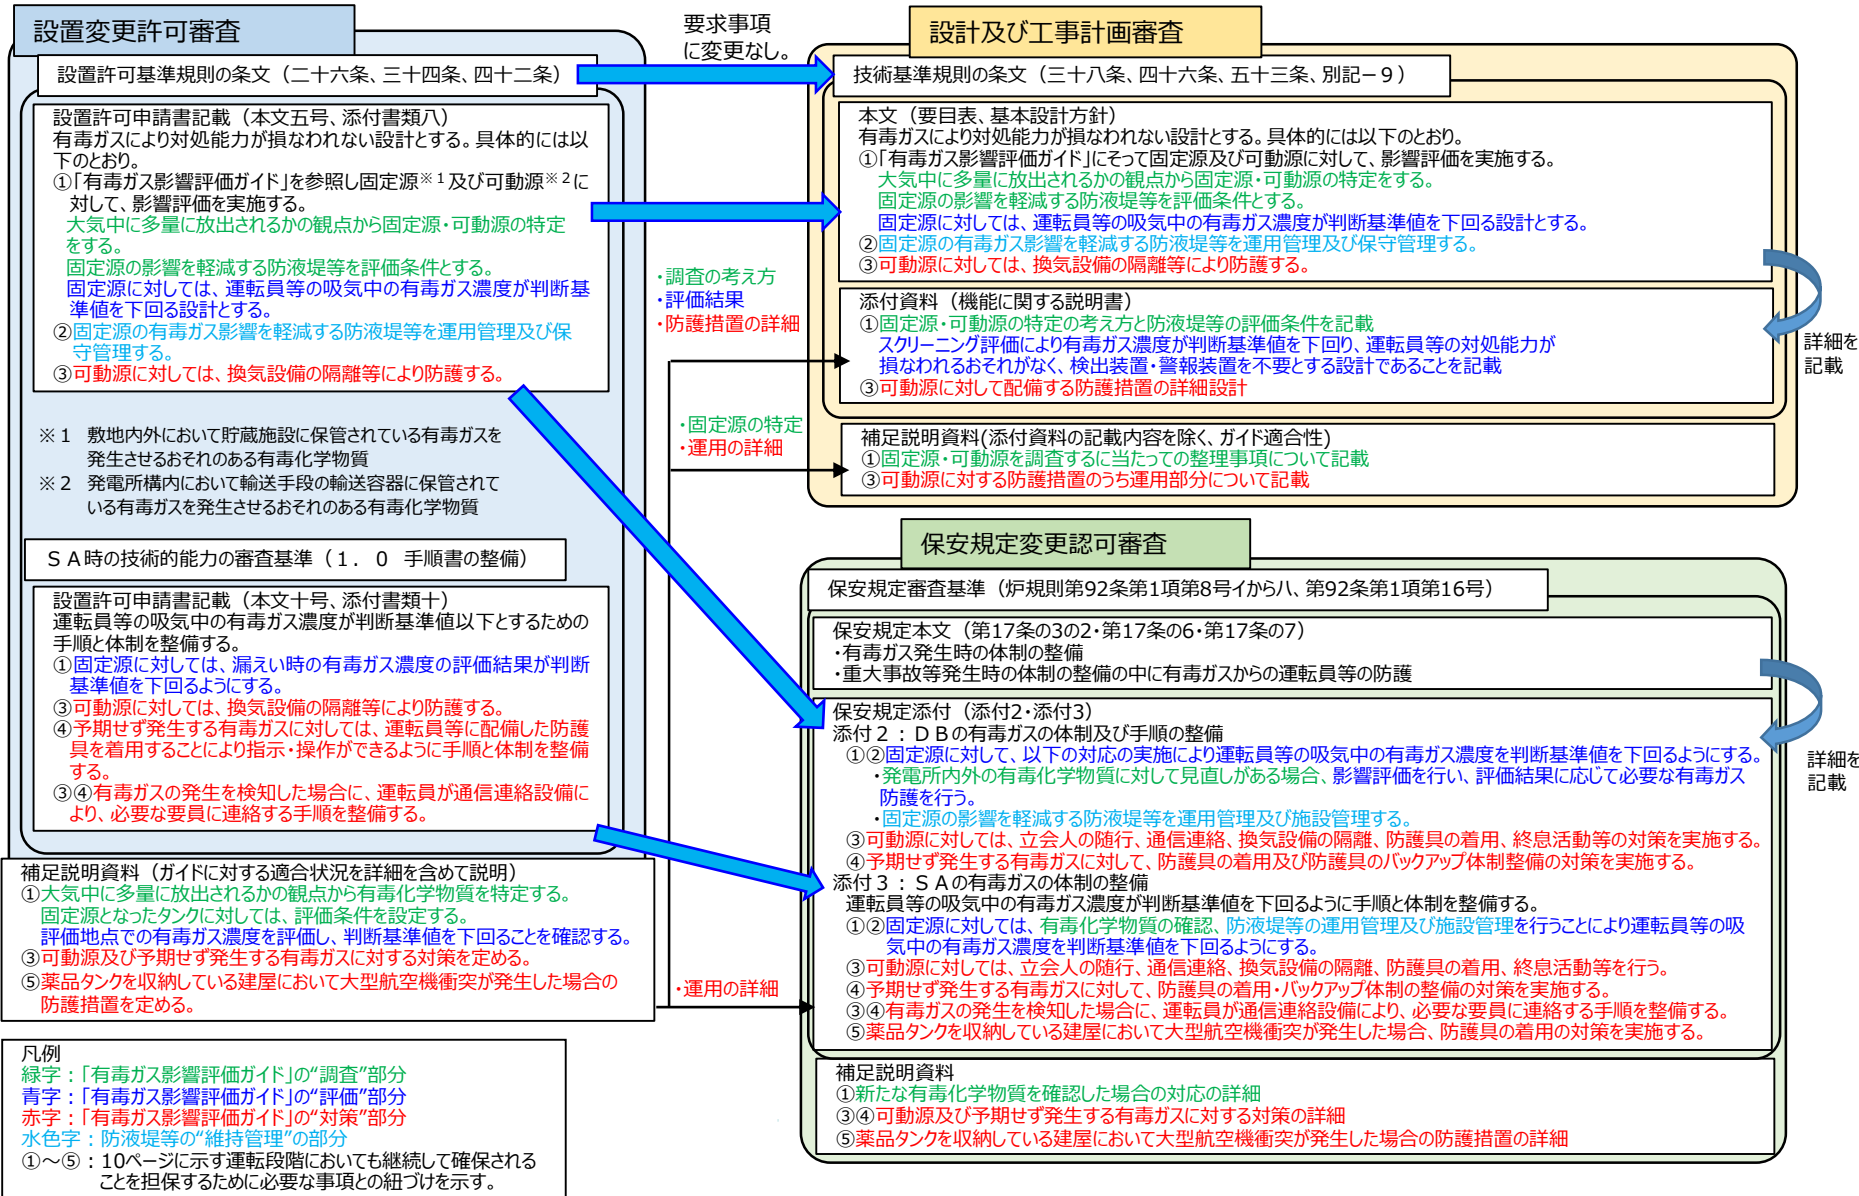 設置変更許可審査
設置許可基準規則の条文（二十六条、三十四条、四十二条）
設置許可申請書記載（本文五号、添付書類八）
有毒ガスにより対処能力が損なわれない設計とする。具体的には以
下のとおり。
①「有毒ガス影響評価ガイド」を参照し固定源※1及び可動源※2に
対して、影響評価を実施する。
大気中に多量に放出されるかの観点から固定源・可動源の特定
をする。
固定源の影響を軽減する防液堤等を評価条件とする。
固定源に対しては、運転員等の吸気中の有毒ガス濃度が判断基
準値を下回る設計とする。
②固定源の有毒ガス影響を軽減する防液堤等を運用管理及び保
守管理する。
③可動源に対しては、換気設備の隔離等により防護する。
※１　敷地内外において貯蔵施設に保管されている有毒ガスを
発生させるおそれのある有毒化学物質
※２　発電所構内において輸送手段の輸送容器に保管されて
いる有毒ガスを発生させるおそれのある有毒化学物質
ＳＡ時の技術的能力の審査基準（１．０　手順書の整備）
設置許可申請書記載（本文十号、添付書類十）
運転員等の吸気中の有毒ガス濃度が判断基準値以下とするための
手順と体制を整備する。
①固定源に対しては、漏えい時の有毒ガス濃度の評価結果が判断
基準値を下回るようにする。
③可動源に対しては、換気設備の隔離等により防護する。
④予期せず発生する有毒ガスに対しては、運転員等に配備した防護
具を着用することにより指示・操作ができるように手順と体制を整備
する。
③④有毒ガスの発生を検知した場合に、運転員が通信連絡設備に
より、必要な要員に連絡する手順を整備する。
補足説明資料（ガイドに対する適合状況を詳細を含めて説明）
①大気中に多量に放出されるかの観点から有毒化学物質を特定する。
固定源となったタンクに対しては、評価条件を設定する。
評価地点での有毒ガス濃度を評価し、判断基準値を下回ることを確認する。
③可動源及び予期せず発生する有毒ガスに対する対策を定める。
⑤薬品タンクを収納している建屋において大型航空機衝突が発生した場合の
防護措置を定める。
凡例
緑字：「有毒ガス影響評価ガイド」の“調査”部分
青字：「有毒ガス影響評価ガイド」の“評価”部分
赤字：「有毒ガス影響評価ガイド」の“対策”部分
水色字：防液堤等の“維持管理”の部分
①～⑤：10ページに示す運転段階においても継続して確保される
ことを担保するために必要な事項との紐づけを示す。
要求事項
に変更なし。
・調査の考え方
・評価結果
・防護措置の詳細
・固定源の特定
・運用の詳細
・運用の詳細
設計及び工事計画審査
技術基準規則の条文（三十八条、四十六条、五十三条、別記－９）
本文（要目表、基本設計方針）
有毒ガスにより対処能力が損なわれない設計とする。具体的には以下のとおり。
①「有毒ガス影響評価ガイド」にそって固定源及び可動源に対して、影響評価を実施する。
大気中に多量に放出されるかの観点から固定源・可動源の特定をする。
固定源の影響を軽減する防液堤等を評価条件とする。
固定源に対しては、運転員等の吸気中の有毒ガス濃度が判断基準値を下回る設計とする。
②固定源の有毒ガス影響を軽減する防液堤等を運用管理及び保守管理する。
③可動源に対しては、換気設備の隔離等により防護する。
添付資料（機能に関する説明書）
①固定源・可動源の特定の考え方と防液堤等の評価条件を記載
スクリーニング評価により有毒ガス濃度が判断基準値を下回り、運転員等の対処能力が
損なわれるおそれがなく、検出装置・警報装置を不要とする設計であることを記載
③可動源に対して配備する防護措置の詳細設計
詳細を
記載
補足説明資料(添付資料の記載内容を除く、ガイド適合性)
①固定源・可動源を調査するに当たっての整理事項について記載
③可動源に対する防護措置のうち運用部分について記載
保安規定変更認可審査
保安規定審査基準（炉規則第92条第1項第8号イからハ、第92条第1項第16号）
保安規定本文（第17条の3の2・第17条の6・第17条の7）
・有毒ガス発生時の体制の整備
・重大事故等発生時の体制の整備の中に有毒ガスからの運転員等の防護
保安規定添付（添付2・添付3）
添付２：ＤＢの有毒ガスの体制及び手順の整備
①②固定源に対して、以下の対応の実施により運転員等の吸気中の有毒ガス濃度を判断基準値を下回るようにする。
・発電所内外の有毒化学物質に対して見直しがある場合、影響評価を行い、評価結果に応じて必要な有毒ガス
防護を行う。
・固定源の影響を軽減する防液堤等を運用管理及び施設管理する。
③可動源に対しては、立会人の随行、通信連絡、換気設備の隔離、防護具の着用、終息活動等の対策を実施する。
④予期せず発生する有毒ガスに対して、防護具の着用及び防護具のバックアップ体制整備の対策を実施する。
添付３：ＳＡの有毒ガスの体制の整備
運転員等の吸気中の有毒ガス濃度が判断基準値を下回るように手順と体制を整備する。
①②固定源に対しては、有毒化学物質の確認、防液堤等の運用管理及び施設管理を行うことにより運転員等の吸
気中の有毒ガス濃度を判断基準値を下回るようにする。
③可動源に対しては、立会人の随行、通信連絡、換気設備の隔離、防護具の着用、終息活動等を行う。
④予期せず発生する有毒ガスに対して、防護具の着用・バックアップ体制の整備の対策を実施する。
③④有毒ガスの発生を検知した場合に、運転員が通信連絡設備により、必要な要員に連絡する手順を整備する。
⑤薬品タンクを収納している建屋において大型航空機衝突が発生した場合、防護具の着用の対策を実施する。
詳細を
記載
補足説明資料
①新たな有毒化学物質を確認した場合の対応の詳細
③④可動源及び予期せず発生する有毒ガスに対する対策の詳細
⑤薬品タンクを収納している建屋において大型航空機衝突が発生した場合の防護措置の詳細